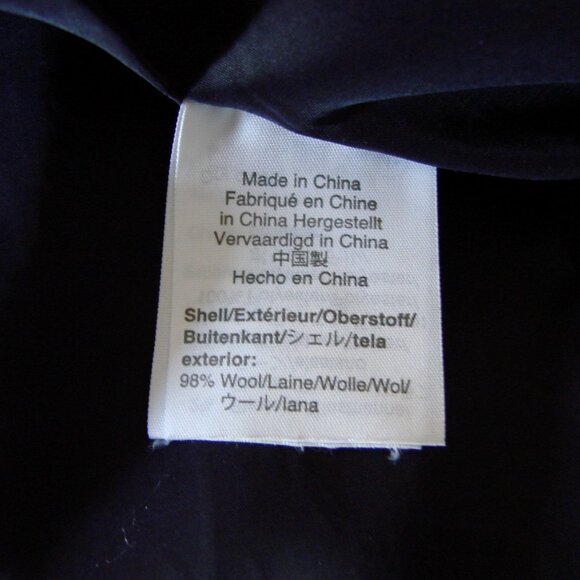 Made in China
Fabriqué en Chine
in China Hergestellt
Vervaardigd in China
中国製
Hecho en China
Shell/Extérieur/Oberstoff/
Buitenkant/シェル/tela
exterior:
98% Wool/Laine/Wolle/Wol/
ウール/lana